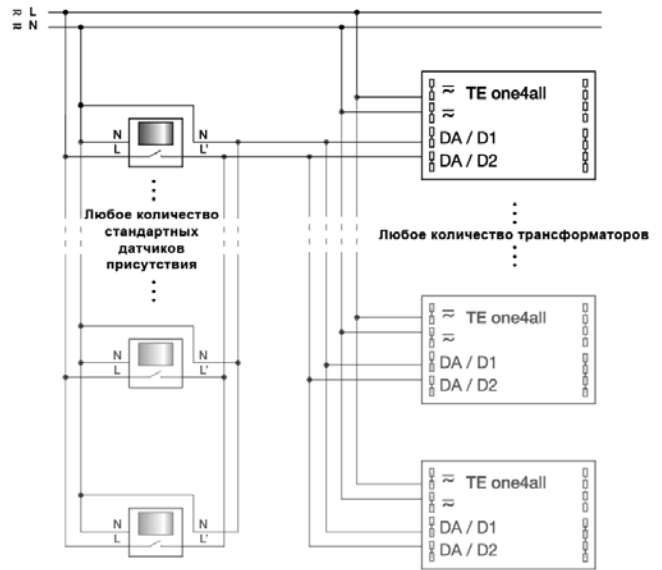 ≂ L
≂ N
≂ TE one4all
≂
DA / D1
DA / D2
N N
L L'
Любое количество
стандартных
датчиков
присутствия
Любое количество трансформаторов
≂ TE one4all
≂
DA / D1
DA / D2
N N
L L'
≂ TE one4all
≂
DA / D1
DA / D2
N N
L L'